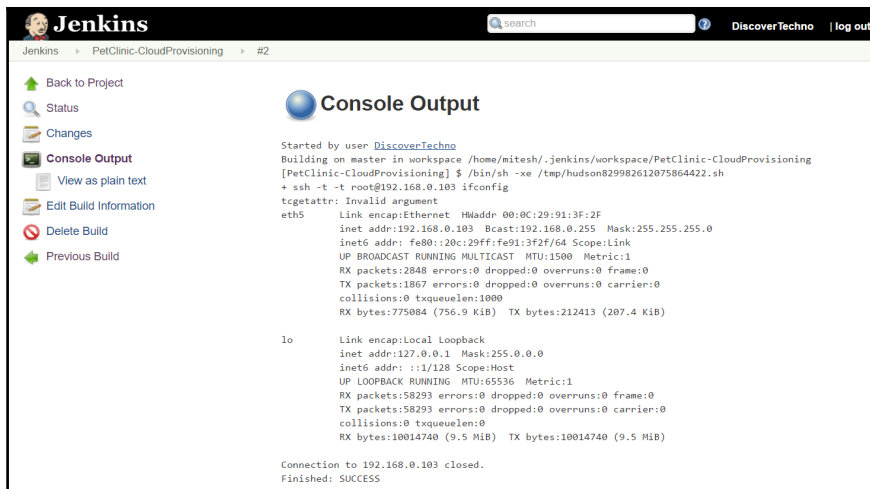 Jenkins
search
DiscoverTechno | log out
Jenkins PetClinic-CloudProvisioning #2
Back to Project
Status
Changes
Console Output
View as plain text
Edit Build Information
Delete Build
Previous Build
Console Output
Started by user DiscoverTechno
Building on master in workspace /home/mitesh/.jenkins/workspace/PetClinic-CloudProvisioning
[PetClinic-CloudProvisioning] $ /bin/sh -xe /tmp/hudson829982612075864422.sh
+ ssh -t -t root@192.168.0.103 ifconfig
tcgetattr: Invalid argument
eth5 Link encap:Ethernet HWaddr 00:0C:29:91:3F:2F
inet addr:192.168.0.103 Bcast:192.168.0.255 Mask:255.255.255.0
inet6 addr: fe80::20c:29ff:fe91:3f2f/64 Scope:Link
UP BROADCAST RUNNING MULTICAST MTU:1500 Metric:1
RX packets:2848 errors:0 dropped:0 overruns:0 frame:0
TX packets:1867 errors:0 dropped:0 overruns:0 carrier:0
collisions:0 txqueuelen:1000
RX bytes:775084 (756.9 KiB) TX bytes:212413 (207.4 KiB)
lo Link encap:Local Loopback
inet addr:127.0.0.1 Mask:255.0.0.0
inet6 addr: ::1/128 Scope:Host
UP LOOPBACK RUNNING MTU:65536 Metric:1
RX packets:58293 errors:0 dropped:0 overruns:0 frame:0
TX packets:58293 errors:0 dropped:0 overruns:0 carrier:0
collisions:0 txqueuelen:0
RX bytes:10014740 (9.5 MiB) TX bytes:10014740 (9.5 MiB)
Connection to 192.168.0.103 closed.
Finished: SUCCESS